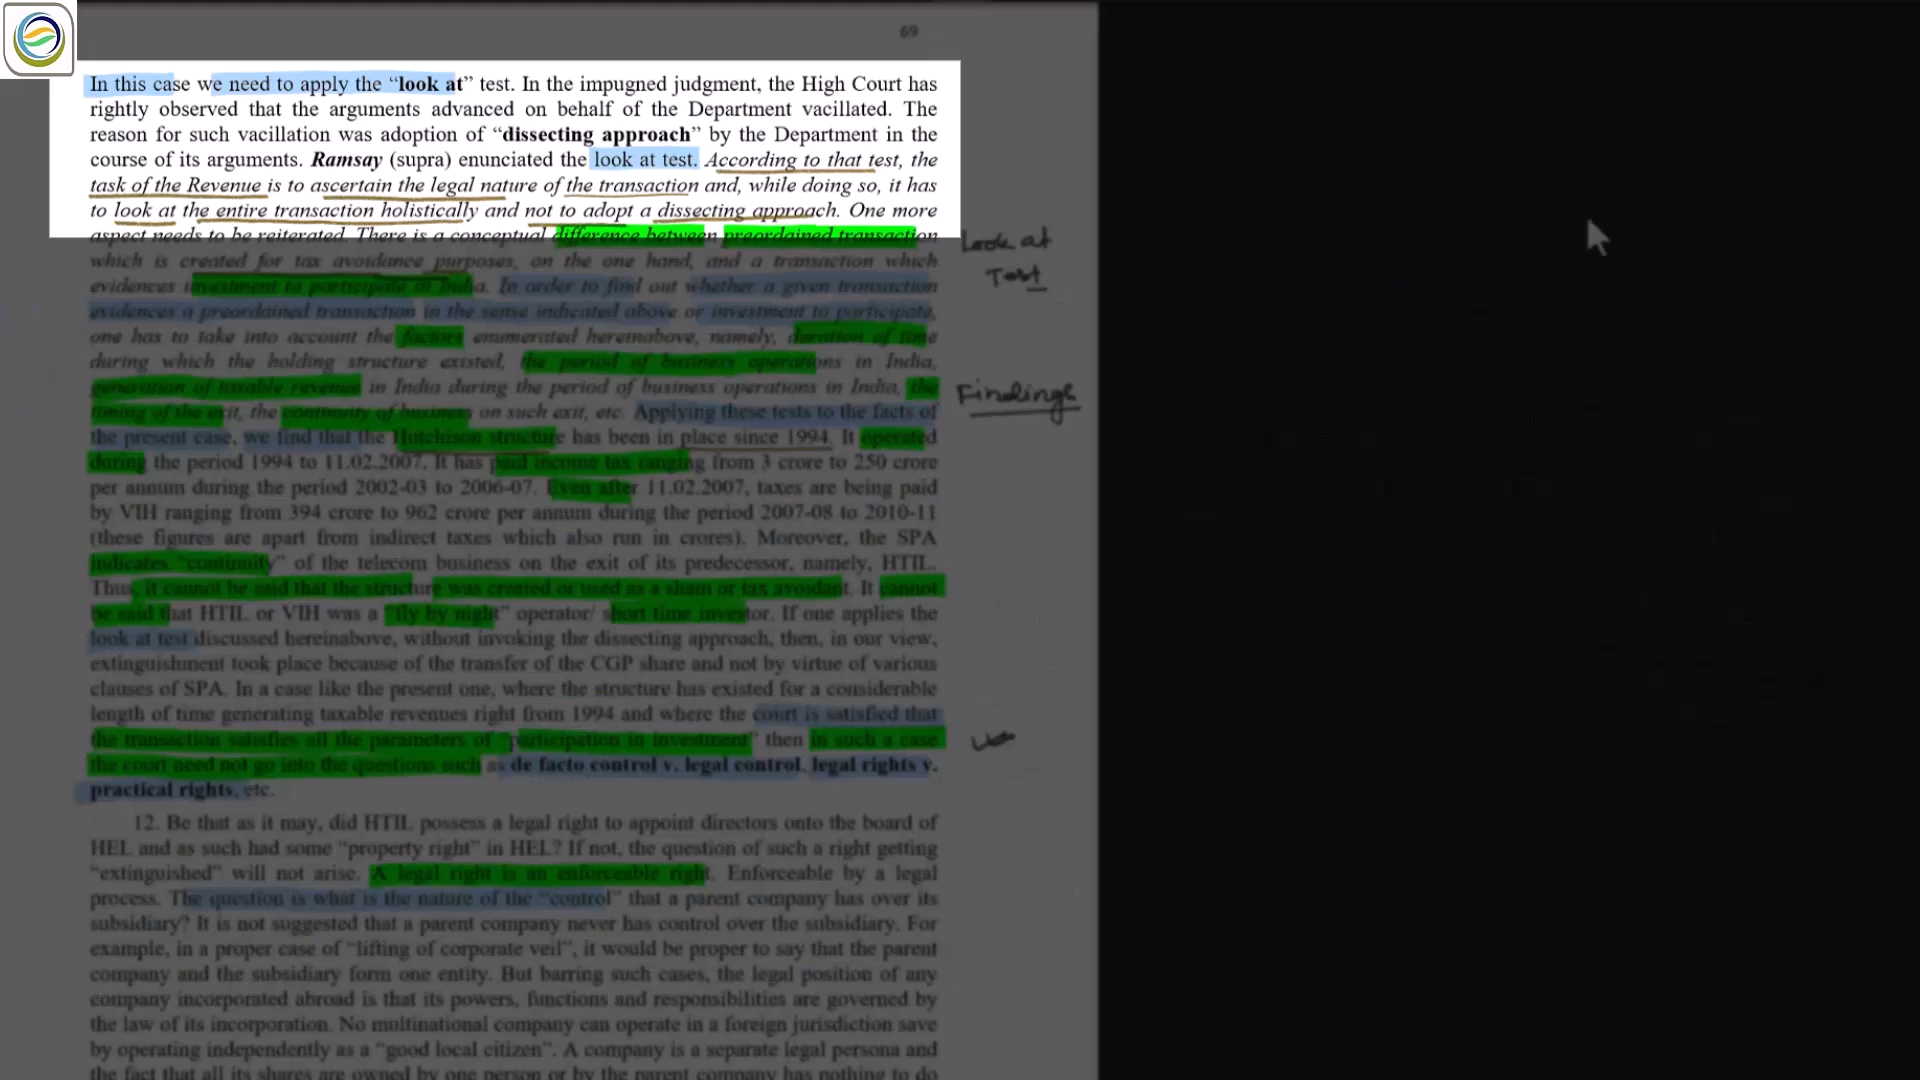 69
In this case we need to apply the “look at” test. In the impugned judgment, the High Court has
rightly observed that the arguments advanced on behalf of the Department vacillated. The
reason for such vacillation was adoption of “dissecting approach” by the Department in the
course of its arguments. Ramsay (supra) enunciated the look at test. According to that test, the
task of the Revenue is to ascertain the legal nature of the transaction and, while doing so, it has
to look at the entire transaction holistically and not to adopt a dissecting approach. One more
aspect needs to be reiterated. There is a conceptual difference between preordained transaction
Look at
which is created for tax avoidance purposes, on the one hand, and a transaction which
Test
evidences investment to participate in India. In order to find out whether a given transaction
evidences a preordained transaction in the sense indicated above or investment to participate,
one has to take into account the factors enumerated hereinabove, namely, duration of time
during which the holding structure existed, the period of business operations in India,
generation of taxable revenue in India during the period of business operations in India, the
Findings
timing of the exit, the continuity of business on such exit, etc. Applying these tests to the facts of
the present case, we find that the Hutchison structure has been in place since 1994. It operated
during the period 1994 to 11.02.2007. It has paid income tax ranging from 3 crore to 250 crore
per annum during the period 2002-03 to 2006-07. Even after 11.02.2007, taxes are being paid
by VIH ranging from 394 crore to 962 crore per annum during the period 2007-08 to 2010-11
(these figures are apart from indirect taxes which also run in crores). Moreover, the SPA
indicates “continuity” of the telecom business on the exit of its predecessor, namely, HTIL.
Thus, it cannot be said that the structure was created or used as a sham or tax avoidant. It cannot
be said that HTIL or VIH was a “fly by night” operator/ short time investor. If one applies the
look at test discussed hereinabove, without invoking the dissecting approach, then, in our view,
extinguishment took place because of the transfer of the CGP share and not by virtue of various
clauses of SPA. In a case like the present one, where the structure has existed for a considerable
length of time generating taxable revenues right from 1994 and where the court is satisfied that
the transaction satisfies all the parameters of “participation in investment” then in such a case
the court need not go into the questions such as de facto control v. legal control, legal rights v.
practical rights, etc.
12. Be that as it may, did HTIL possess a legal right to appoint directors onto the board of
HEL and as such had some “property right” in HEL? If not, the question of such a right getting
“extinguished” will not arise. A legal right is an enforceable right. Enforceable by a legal
process. The question is what is the nature of the “control” that a parent company has over its
subsidiary? It is not suggested that a parent company never has control over the subsidiary. For
example, in a proper case of “lifting of corporate veil”, it would be proper to say that the parent
company and the subsidiary form one entity. But barring such cases, the legal position of any
company incorporated abroad is that its powers, functions and responsibilities are governed by
the law of its incorporation. No multinational company can operate in a foreign jurisdiction save
by operating independently as a “good local citizen”. A company is a separate legal persona and
the fact that all its shares are owned by one person or by the parent company has nothing to do